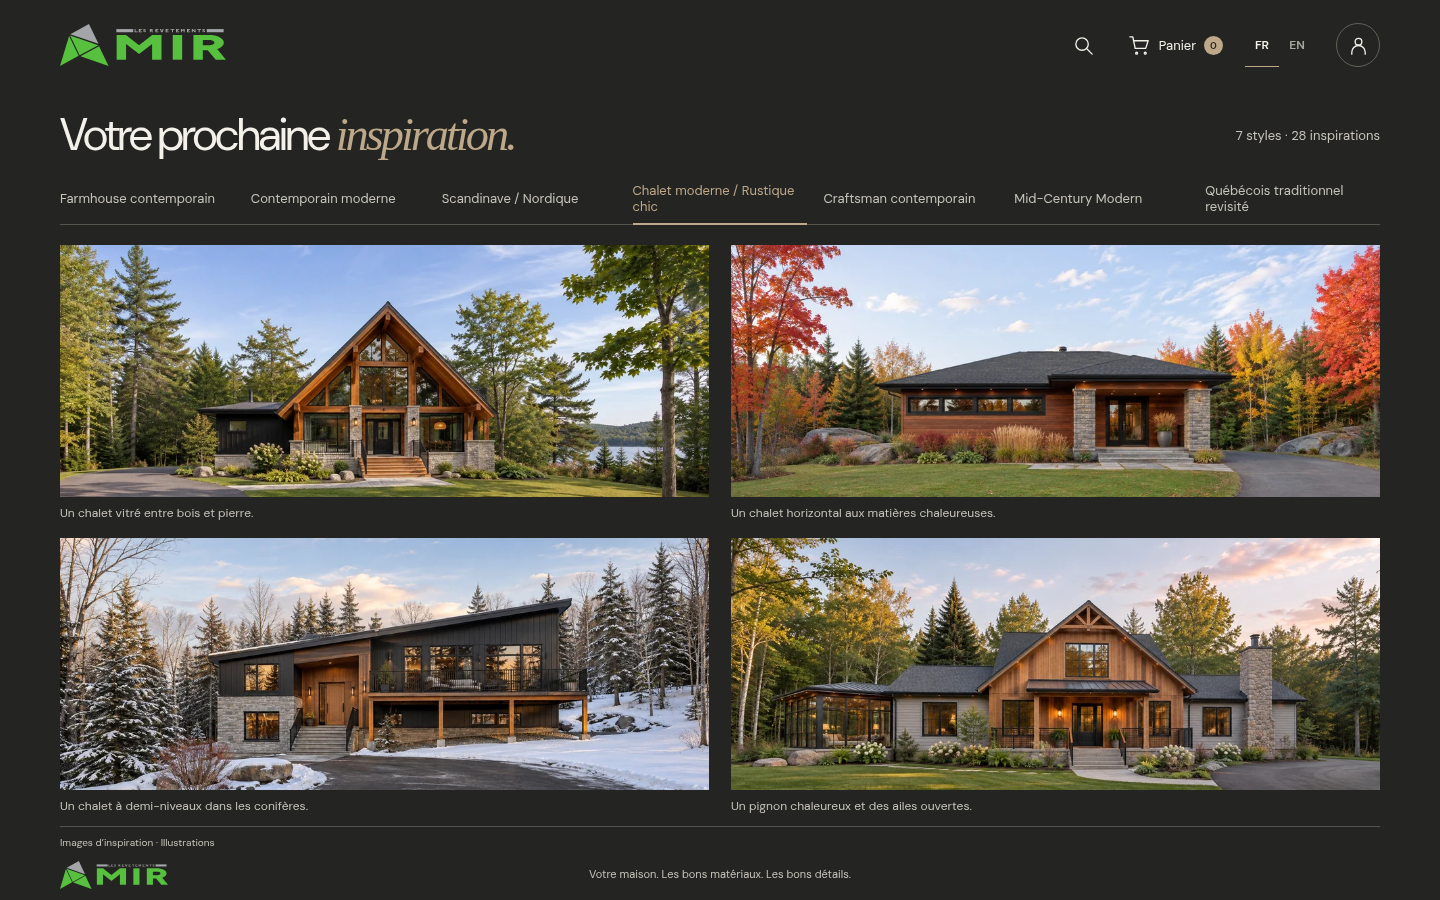 LES REVÊTEMENTS
MIR
Panier 0
FR EN
Votre prochaine inspiration.
7 styles · 28 inspirations
Farmhouse contemporain
Contemporain moderne
Scandinave / Nordique
Chalet moderne / Rustique
chic
Craftsman contemporain
Mid-Century Modern
Québécois traditionnel
revisité
Un chalet vitré entre bois et pierre.
Un chalet horizontal aux matières chaleureuses.
Un chalet à demi-niveaux dans les conifères.
Un pignon chaleureux et des ailes ouvertes.
Images d'inspiration · Illustrations
LES REVÊTEMENTS
MIR
Votre maison. Les bons matériaux. Les bons détails.